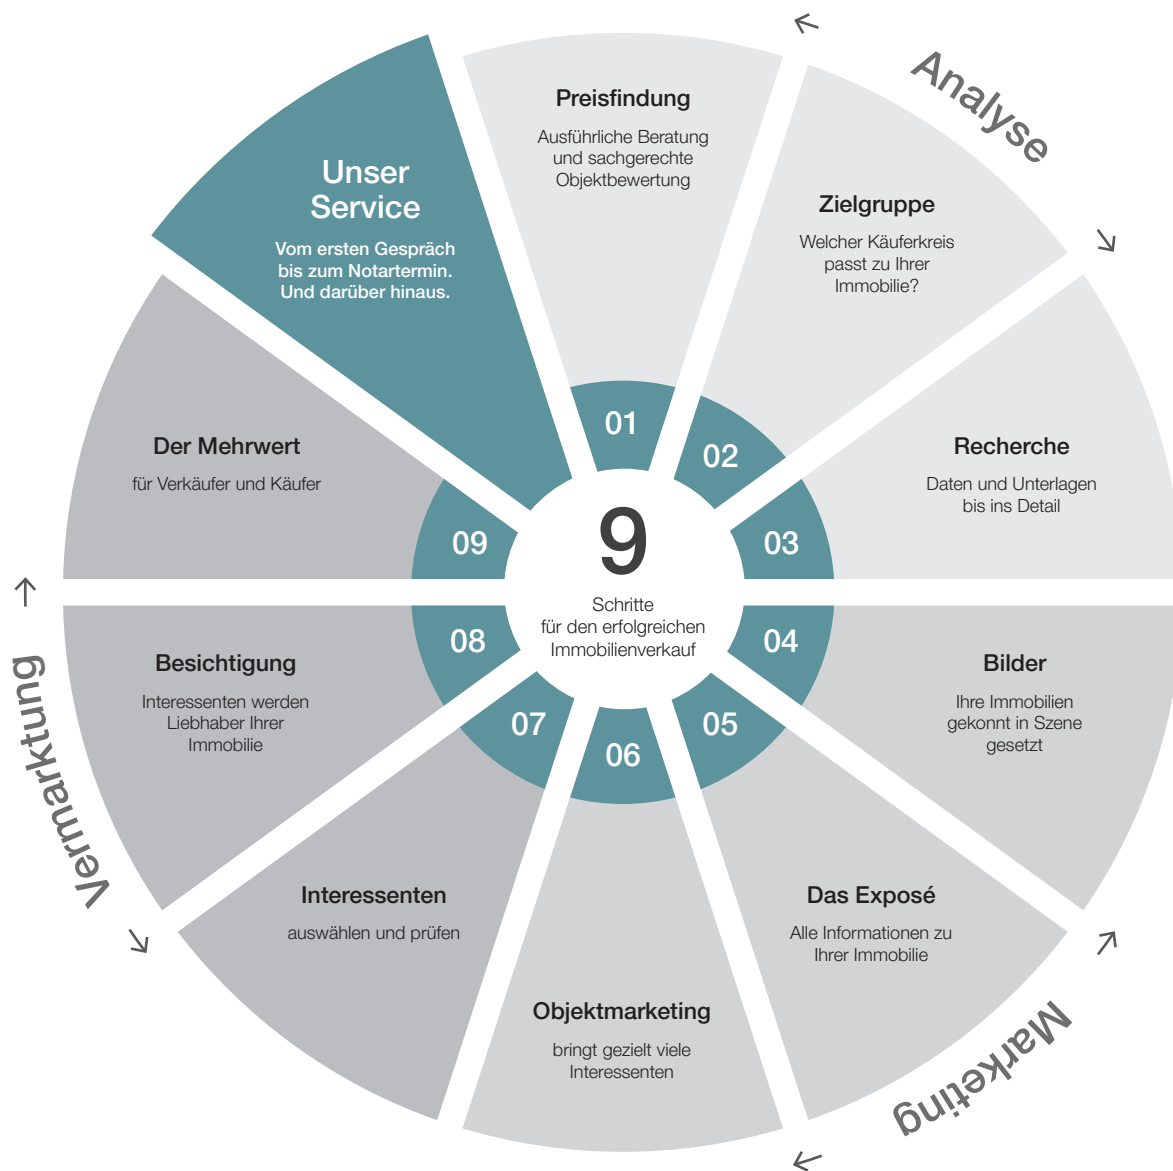 Unser
Service
Vom ersten Gespräch
bis zum Notartermin.
Und darüber hinaus.
Preisfindung
Ausführliche Beratung
und sachgerechte
Objektbewertung
01
Analyse
Zielgruppe
Welcher Käuferkreis
passt zu Ihrer
Immobilie?
02
Recherche
Daten und Unterlagen
bis ins Detail
03
9
Schritte
für den erfolgreichen
Immobilienverkauf
Bilder
Ihre Immobilien
gekonnt in Szene
gesetzt
04
Das Exposé
Alle Informationen zu
Ihrer Immobilie
05
Marketing
Objektmarketing
bringt gezielt viele
Interessenten
06
Interessenten
auswählen und prüfen
07
Vermarktung
Besichtigung
Interessenten werden
Liebhaber Ihrer
Immobilie
08
Der Mehrwert
für Verkäufer und Käufer
09